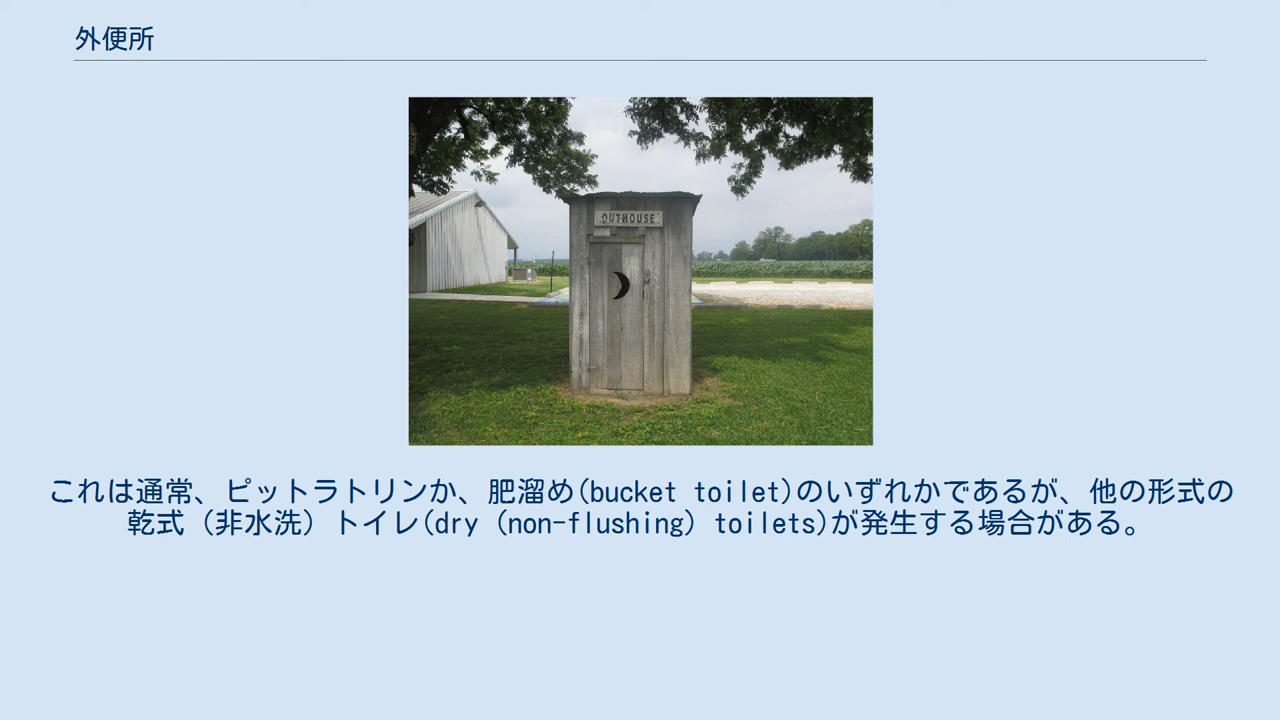 外便所
OUTHOUSE
これは通常、ピットラトリンか、肥溜め(bucket toilet)のいずれかであるが、他の形式の
乾式（非水洗）トイレ(dry (non-flushing) toilets)が発生する場合がある。